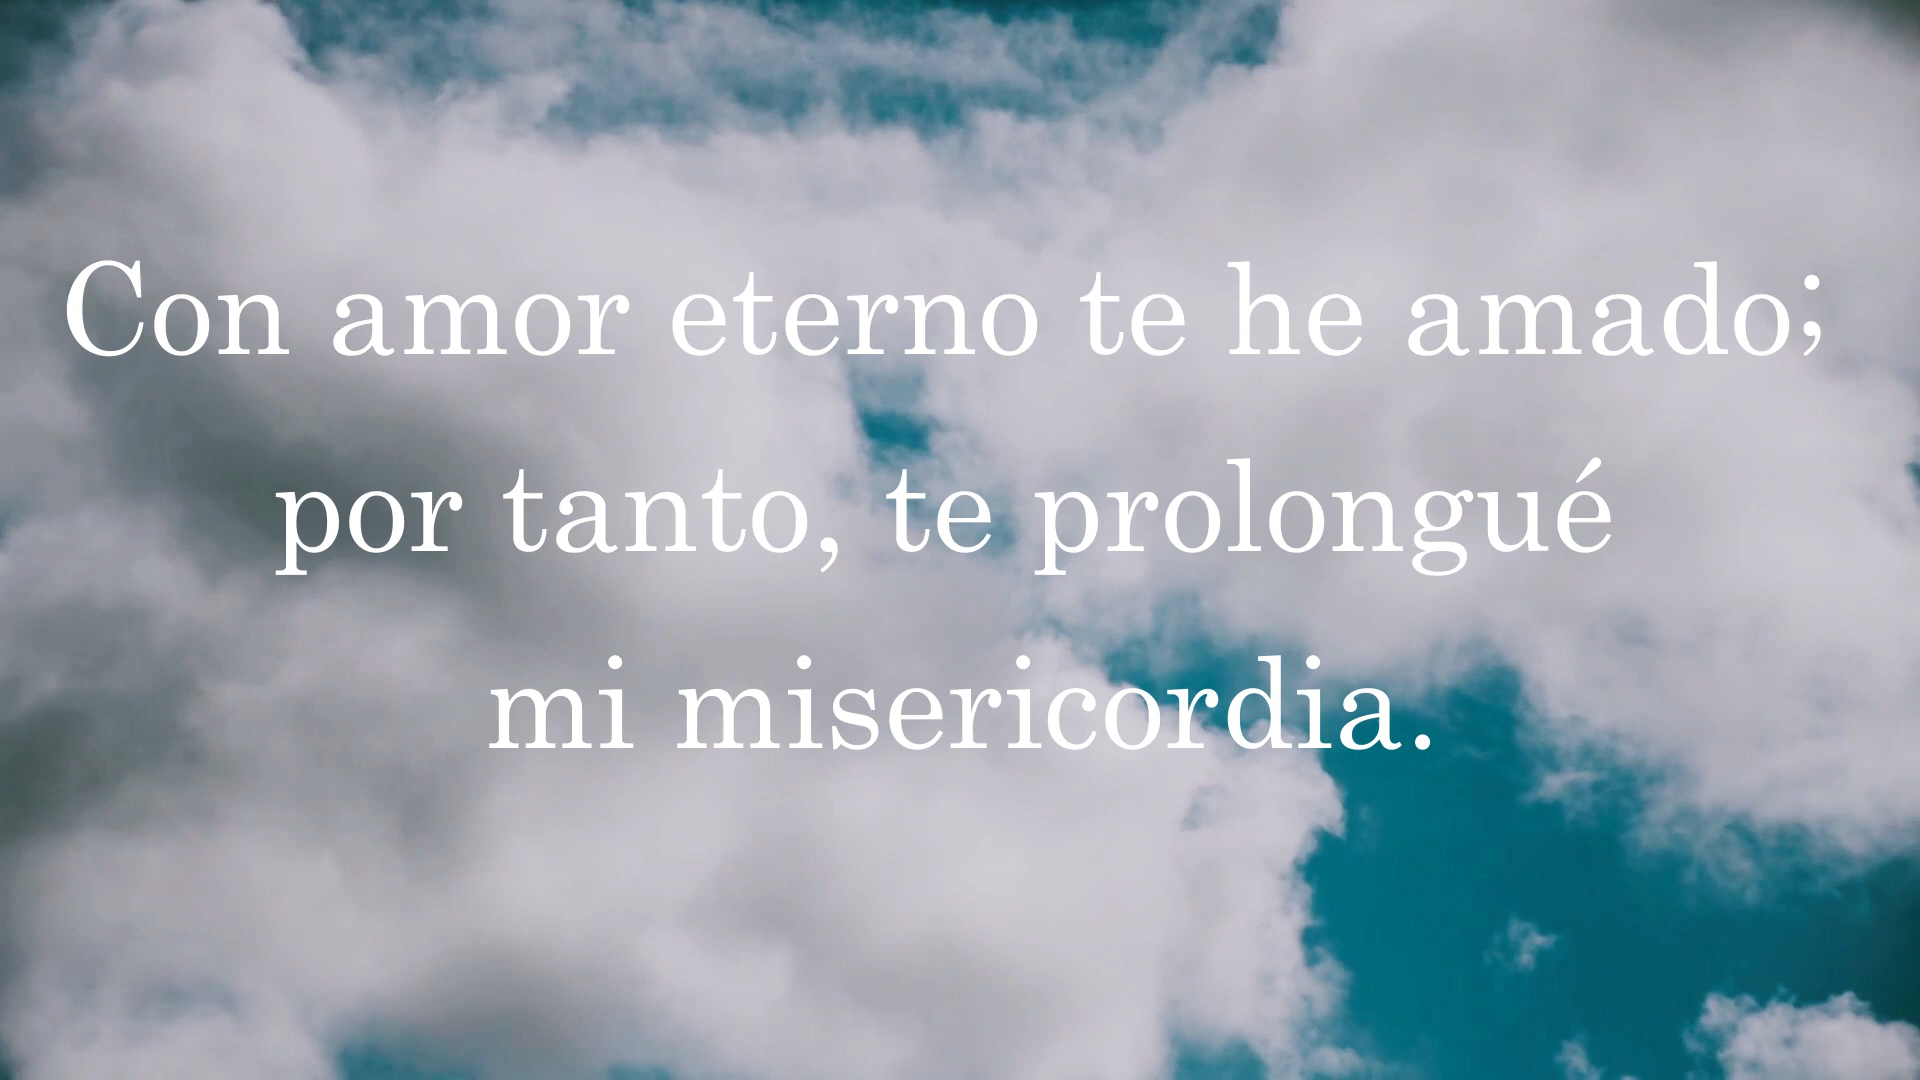 Con amor eterno te he amado;
por tanto, te prolongué
mi misericordia.